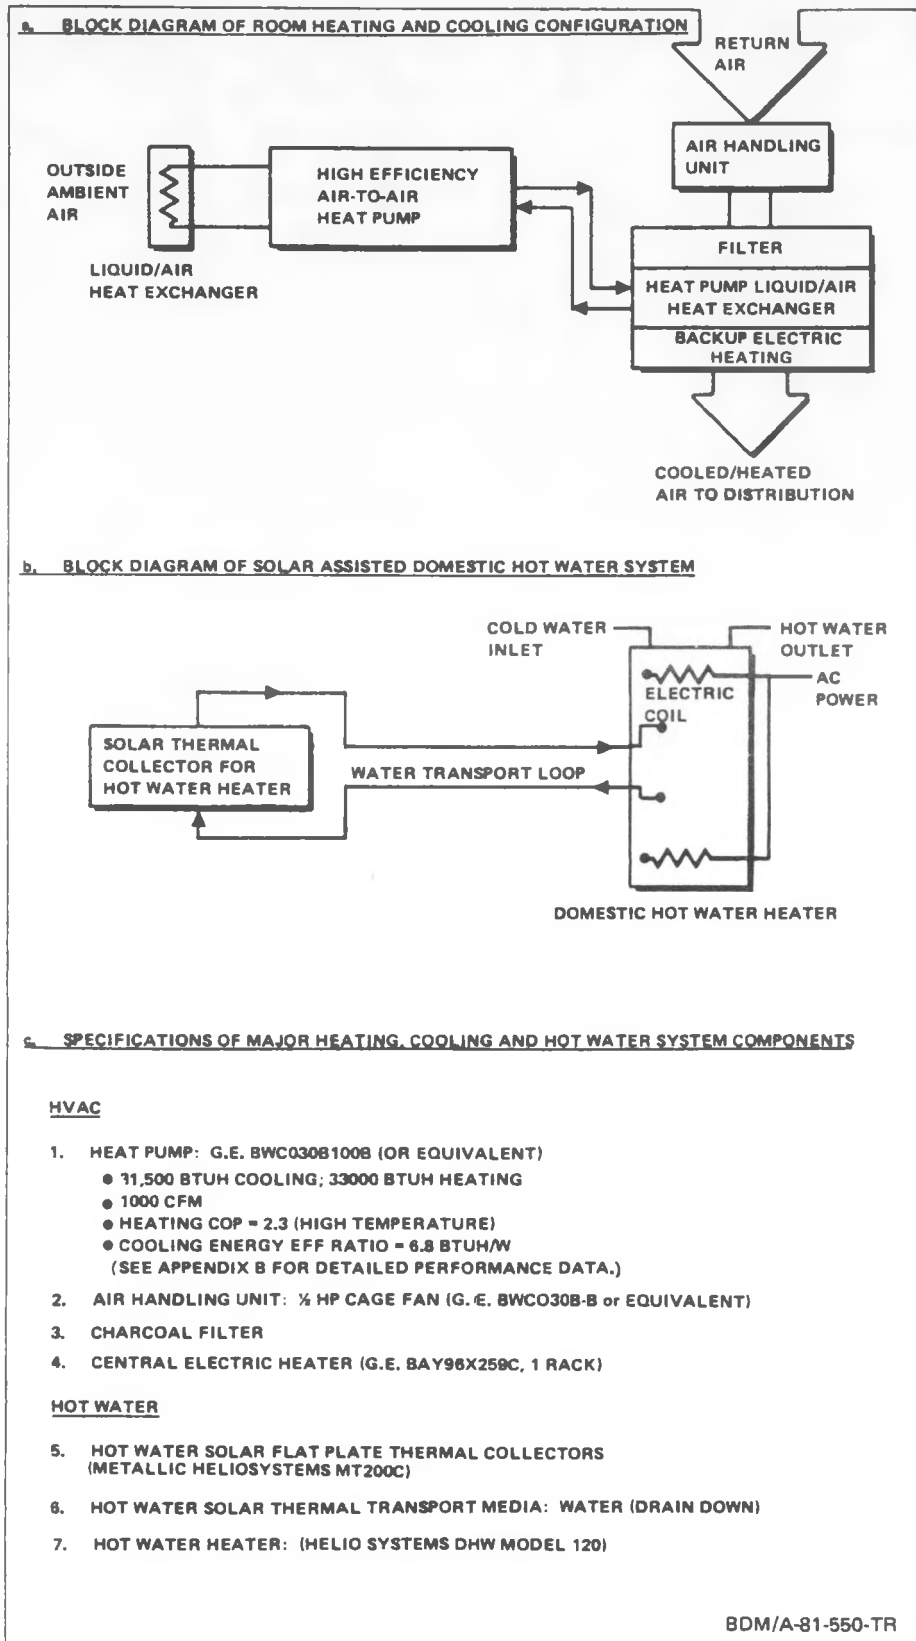 a. BLOCK DIAGRAM OF ROOM HEATING AND COOLING CONFIGURATION
RETURN
AIR
AIR HANDLING
UNIT
OUTSIDE
AMBIENT
AIR
HIGH EFFICIENCY
AIR-TO-AIR
HEAT PUMP
LIQUID/AIR
HEAT EXCHANGER
FILTER
HEAT PUMP LIQUID/AIR
HEAT EXCHANGER
BACKUP ELECTRIC
HEATING
COOLED/HEATED
AIR TO DISTRIBUTION
b. BLOCK DIAGRAM OF SOLAR ASSISTED DOMESTIC HOT WATER SYSTEM
COLD WATER
INLET
HOT WATER
OUTLET
AC
POWER
ELECTRIC
COIL
SOLAR THERMAL
COLLECTOR FOR
HOT WATER HEATER
WATER TRANSPORT LOOP
DOMESTIC HOT WATER HEATER
c. SPECIFICATIONS OF MAJOR HEATING, COOLING AND HOT WATER SYSTEM COMPONENTS
HVAC
1. HEAT PUMP: G.E. BWC030B100B (OR EQUIVALENT)
● 31,500 BTUH COOLING; 33000 BTUH HEATING
● 1000 CFM
● HEATING COP = 2.3 (HIGH TEMPERATURE)
● COOLING ENERGY EFF RATIO = 6.8 BTUH/W
(SEE APPENDIX B FOR DETAILED PERFORMANCE DATA.)
2. AIR HANDLING UNIT: ½ HP CAGE FAN (G.E. BWCO30B-B or EQUIVALENT)
3. CHARCOAL FILTER
4. CENTRAL ELECTRIC HEATER (G.E. BAY96X259C, 1 RACK)
HOT WATER
5. HOT WATER SOLAR FLAT PLATE THERMAL COLLECTORS
(METALLIC HELIOSYSTEMS MT200C)
6. HOT WATER SOLAR THERMAL TRANSPORT MEDIA: WATER (DRAIN DOWN)
7. HOT WATER HEATER: (HELIO SYSTEMS DHW MODEL 120)
BDM/A-81-550-TR